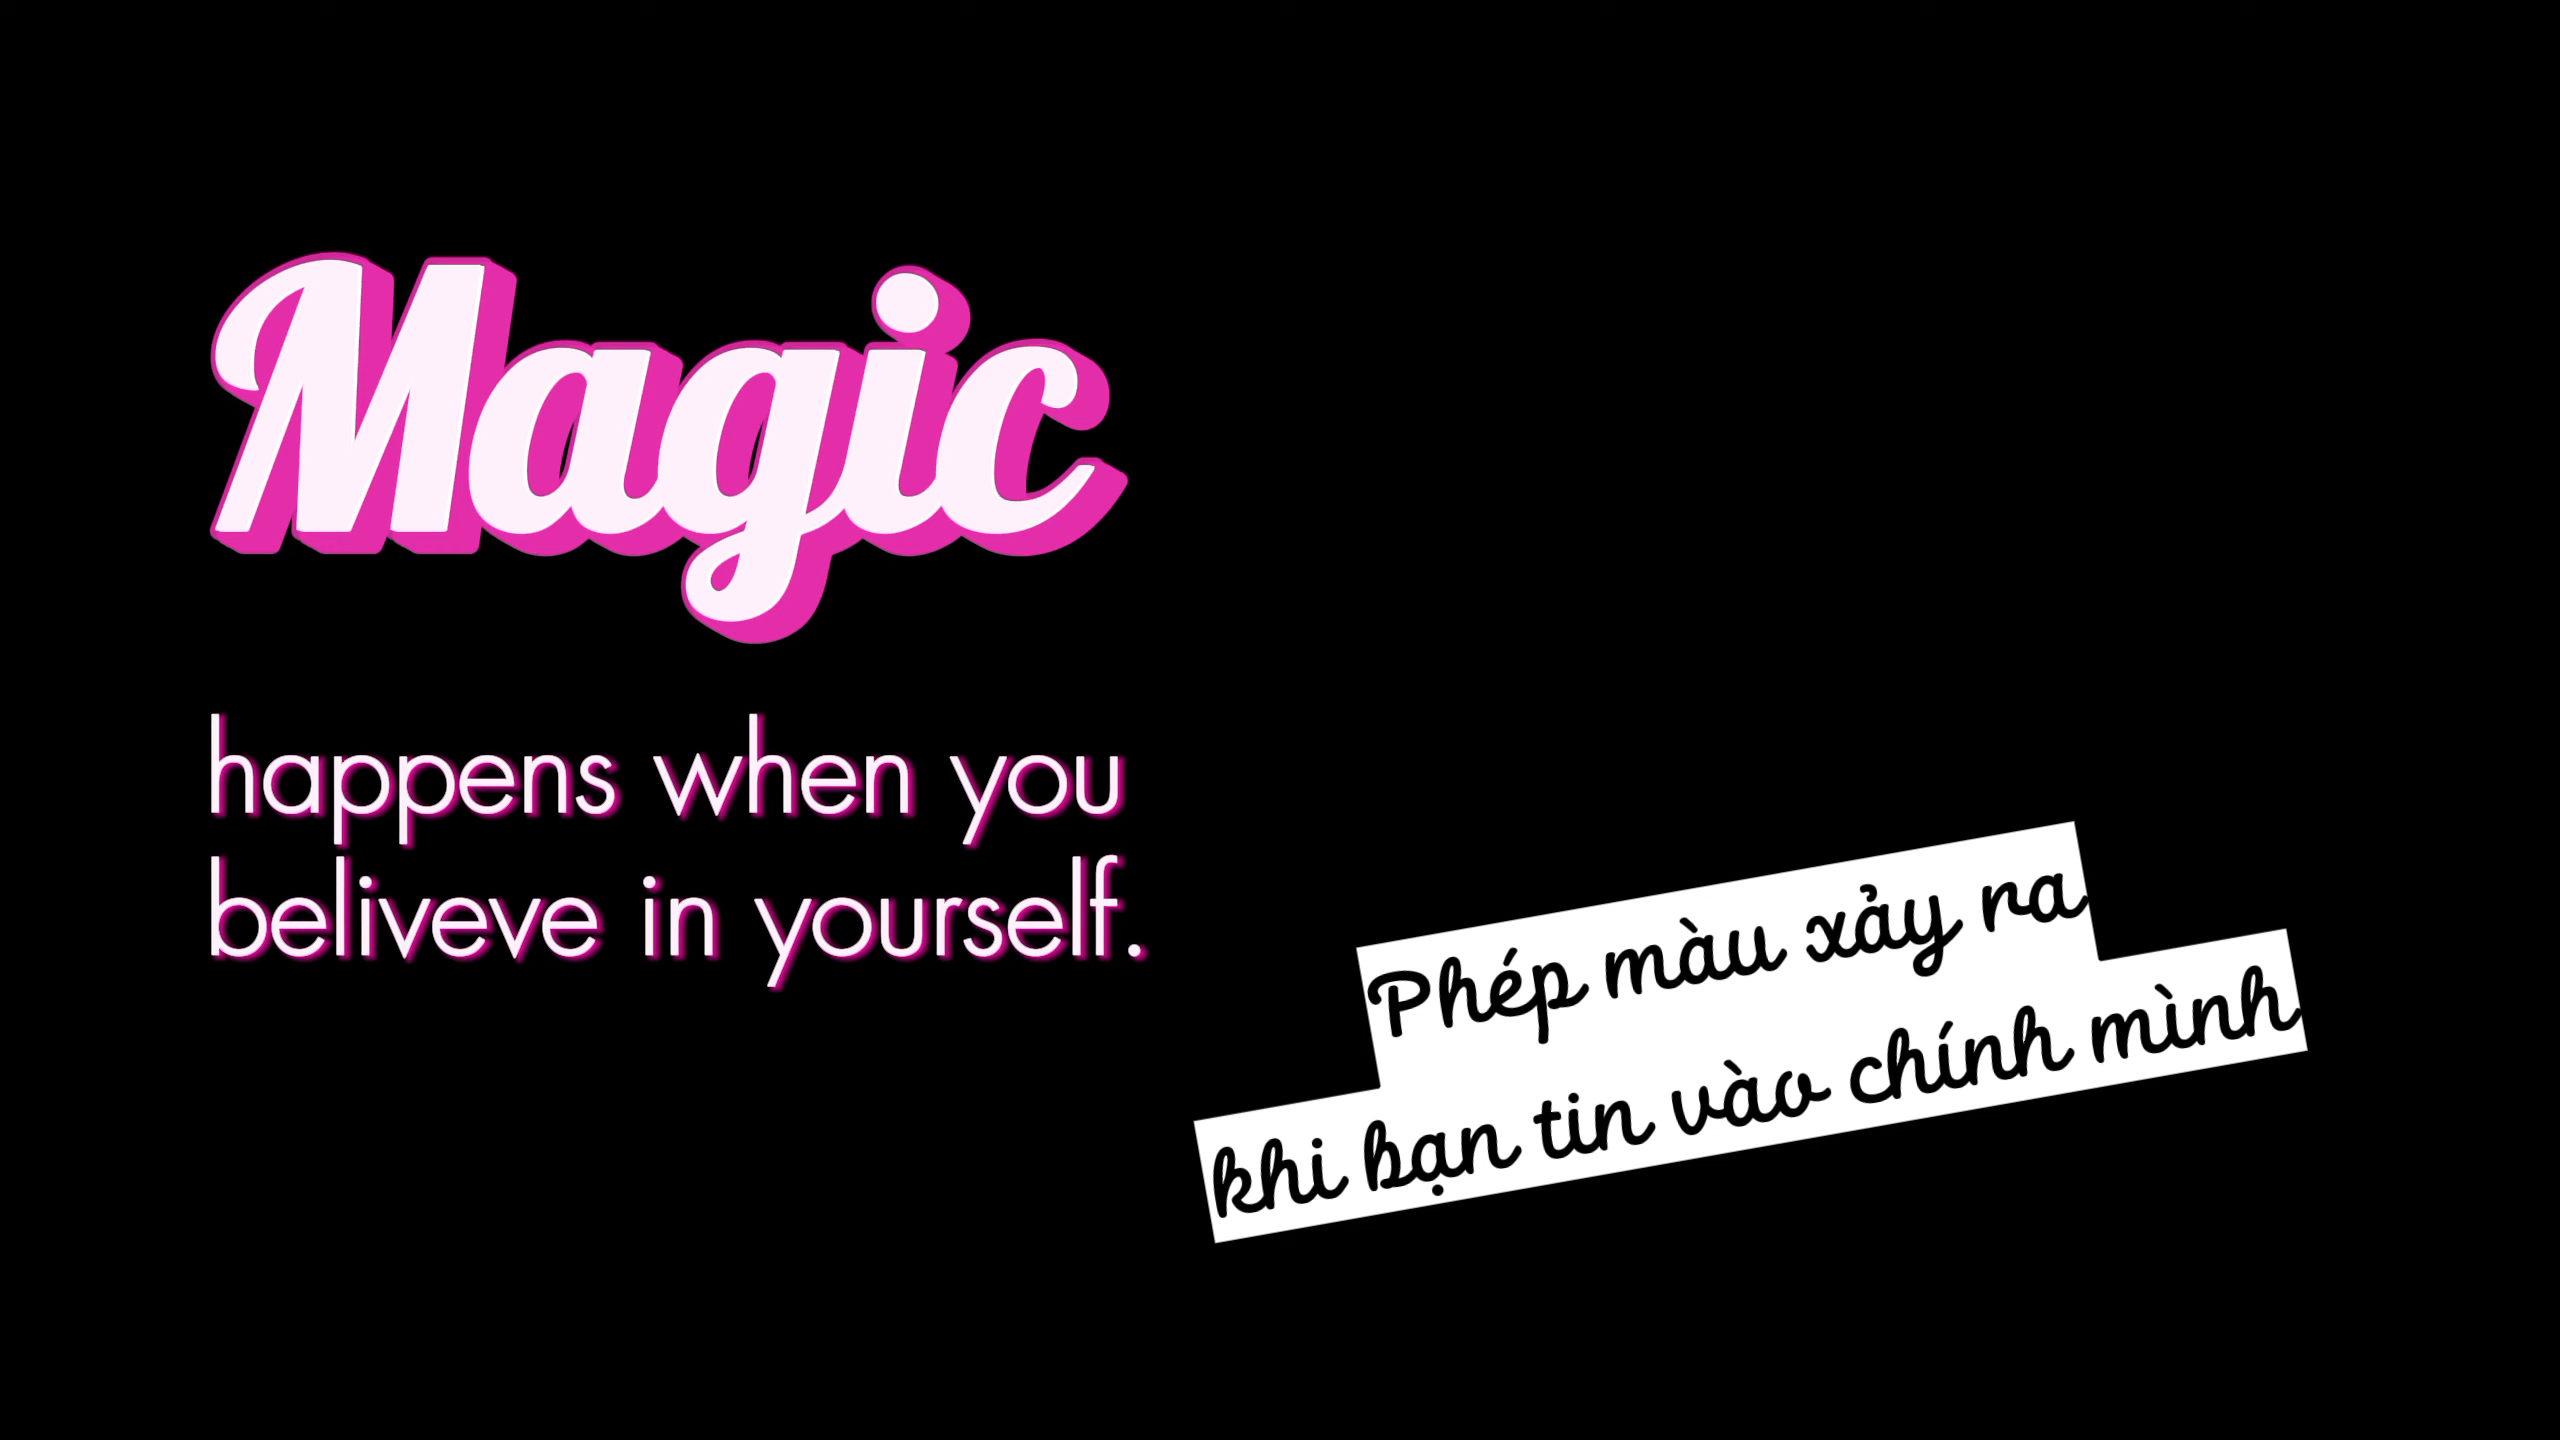 Magic
happens when you
beliveve in yourself.
Phép màu xảy ra
khi bạn tin vào chính mình